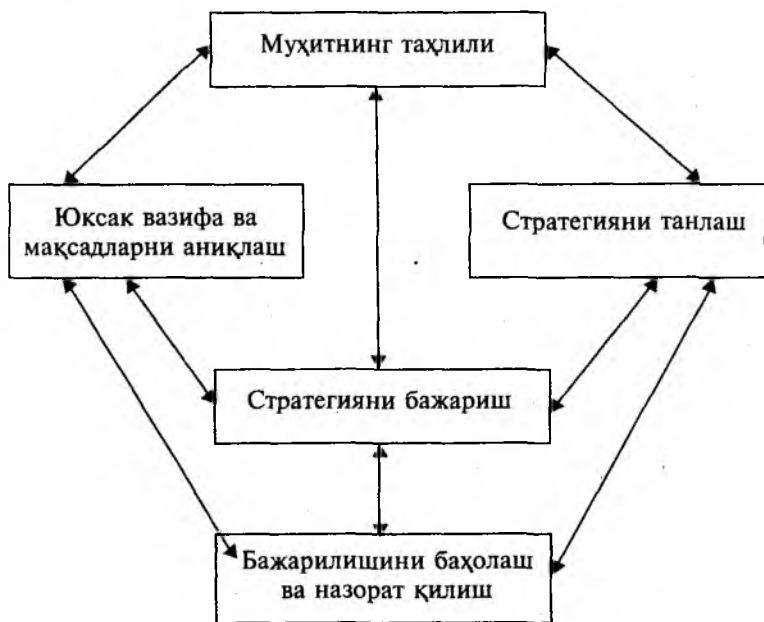 Муҳитнинг таҳлили
Юксак вазифа ва
мақсадларни аниқлаш
Стратегияни танлаш
Стратегияни бажариш
Бажарилишини баҳолаш
ва назорат қилиш